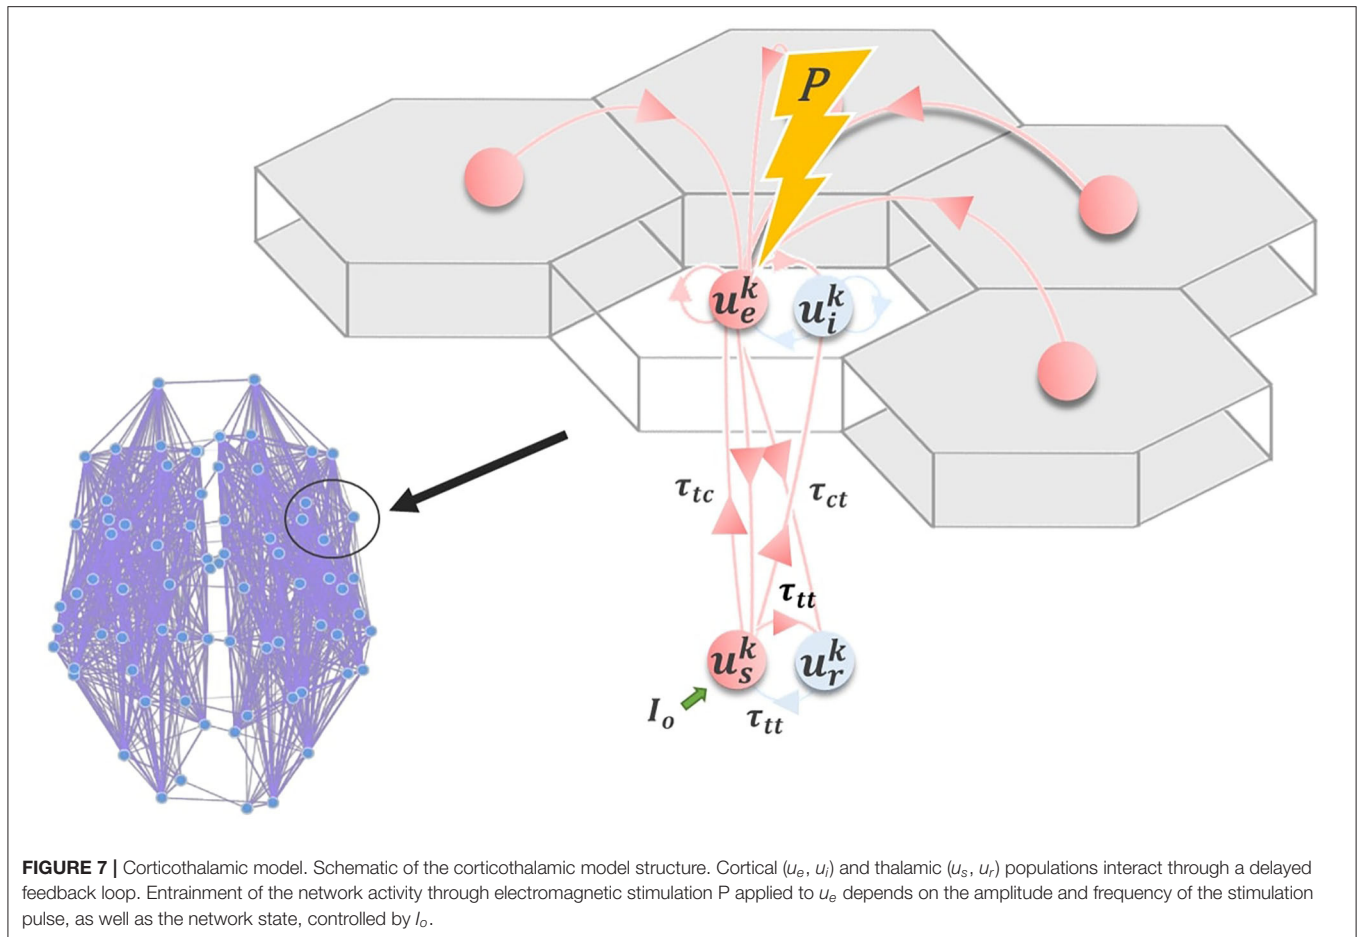 P
u_e^k u_i^k
τ_tc τ_ct
τ_tt
u_s^k u_r^k
I_o
τ_tt
FIGURE 7 | Corticothalamic model. Schematic of the corticothalamic model structure. Cortical (u_e, u_i) and thalamic (u_s, u_r) populations interact through a delayed
feedback loop. Entrainment of the network activity through electromagnetic stimulation P applied to u_e depends on the amplitude and frequency of the stimulation
pulse, as well as the network state, controlled by I_o.